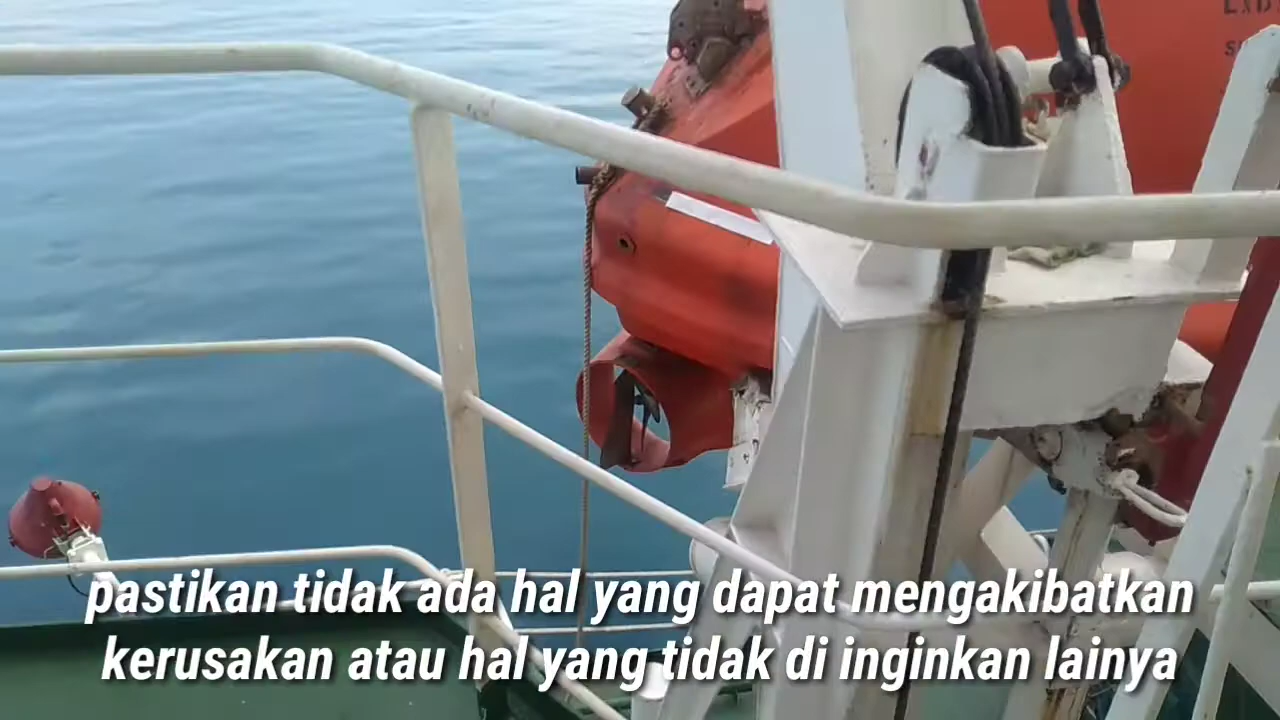 pastikan tidak ada hal yang dapat mengakibatkan
kerusakan atau hal yang tidak di inginkan lainya